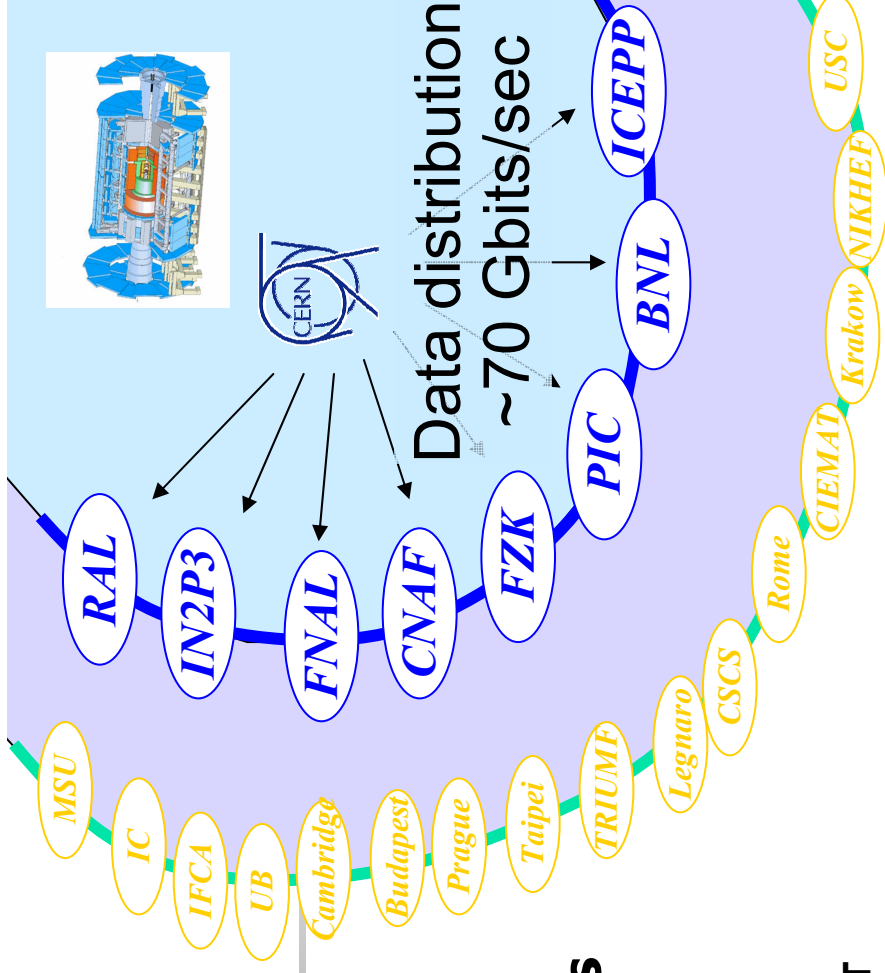 MSU
RAL
IC
IFCA
IN2P3
UB
CERN
Cambridge
FNAL
Budapest
CNAF
Data distribution
~70 Gbits/sec
Prague
FZK
Taipei
TRIUMF
PIC
ICEPP
BNL
Legnaro
CSCS
Rome
CIEMAT
Krakow
NIKHEF
USC